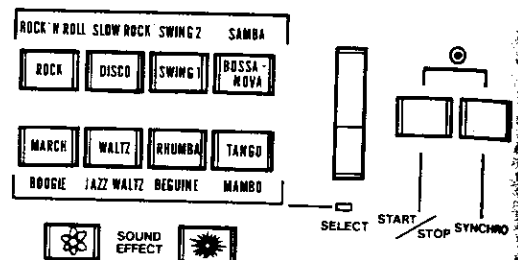 ROCK'N ROLL SLOW ROCK SWING 2 SAMBA
ROCK DISCO SWING 1 BOSSA-
NOVA
MARCH WALTZ RHUMBA TANGO
BOOGIE JAZZ WALTZ BEGUINE MAMBO
SELECT START/STOP SYNCHRO
SOUND
EFFECT